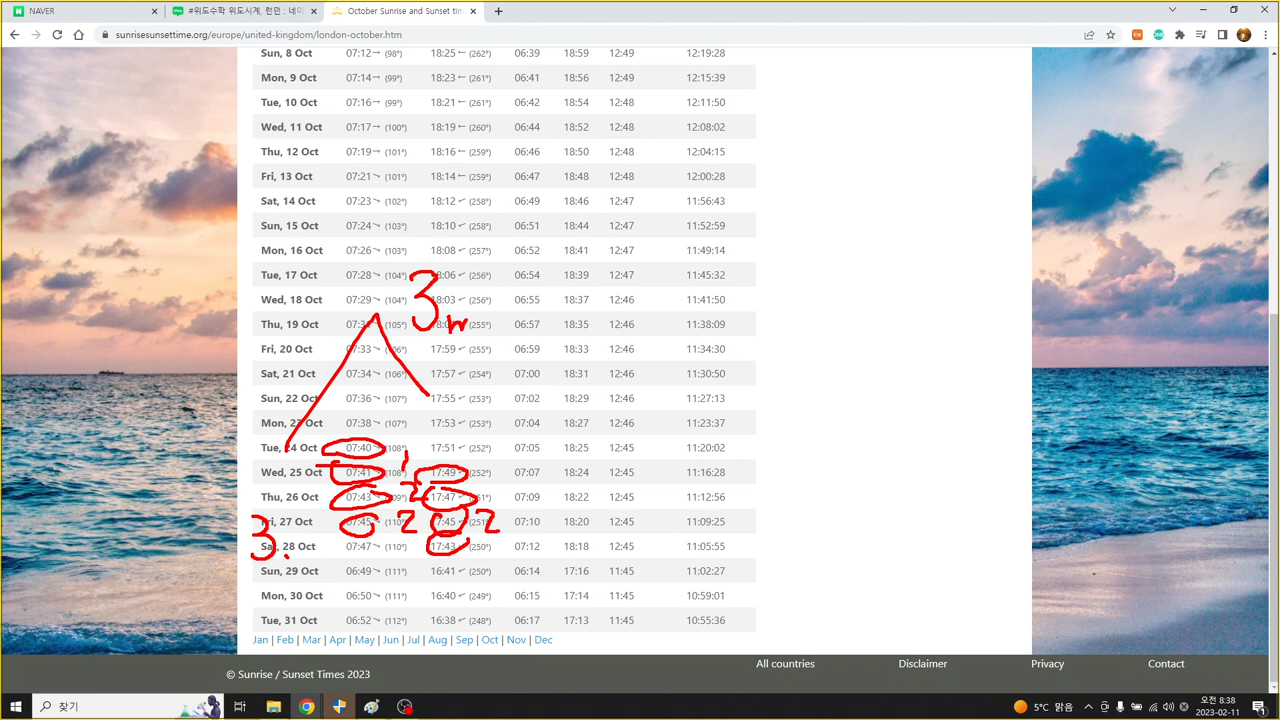 NAVER
#위도수학 위도시계, 런던 : 네이
October Sunrise and Sunset tim
sunrisesunsettime.org/europe/united-kingdom/london-october.htm
Sun, 8 Oct 07:12→ (98°) 18:25← (262°) 06:39 18:59 12:49 12:19:28
Mon, 9 Oct 07:14→ (99°) 18:23← (261°) 06:41 18:56 12:49 12:15:39
Tue, 10 Oct 07:16→ (99°) 18:21← (261°) 06:42 18:54 12:48 12:11:50
Wed, 11 Oct 07:17→ (100°) 18:19← (260°) 06:44 18:52 12:48 12:08:02
Thu, 12 Oct 07:19→ (101°) 18:16← (259°) 06:46 18:50 12:48 12:04:15
Fri, 13 Oct 07:21 (101°) 18:14← (259°) 06:47 18:48 12:48 12:00:28
Sat, 14 Oct 07:23 (102°) 18:12 (258°) 06:49 18:46 12:47 11:56:43
Sun, 15 Oct 07:24 (103°) 18:10 (258°) 06:51 18:44 12:47 11:52:59
Mon, 16 Oct 07:26 (103°) 18:08 (257°) 06:52 18:41 12:47 11:49:14
Tue, 17 Oct 07:28 (104°) 18:06 (256°) 06:54 18:39 12:47 11:45:32
3
Wed, 18 Oct 07:29 (104°) 18:03 (256°) 06:55 18:37 12:46 11:41:50
Thu, 19 Oct (105°) (255°) 06:57 18:35 12:46 11:38:09
Fri, 20 Oct 07:33 (106°) 17:59 (255°) 06:59 18:33 12:46 11:34:30
Sat, 21 Oct 07:34 (106°) 17:57 (254°) 07:00 18:31 12:46 11:30:50
Sun, 22 Oct 07:36 (107°) 17:55 (253°) 07:02 18:29 12:46 11:27:13
Mon, 23 Oct 07:38 (107°) 17:53 (253°) 07:04 18:27 12:46 11:23:37
Tue, 24 Oct 07:40 (108°) 17:51 (252°) 07:05 18:25 12:46 11:20:02
Wed, 25 Oct 07:41 (108°) 1 17:49 (252°) 07:07 18:24 12:45 11:16:28
Thu, 26 Oct 07:43 2 17:47 07:09 18:22 12:45 11:12:56
Fri, 27 Oct 07:45 (110°) 2 17:45 (251°) 2 07:10 18:20 12:45 11:09:25
3.
Sat, 28 Oct 07:47 (110°) 17:43 (250°) 07:12 18:18 12:45 11:05:55
Sun, 29 Oct 06:49 (111°) 16:41 (250°) 06:14 17:16 11:45 11:02:27
Mon, 30 Oct 06:50 (111°) 16:40 (249°) 06:15 17:14 11:45 10:59:01
Tue, 31 Oct 06:52 (112°) 16:38 (248°) 06:17 17:13 11:45 10:55:36
Jan | Feb | Mar | Apr | May | Jun | Jul | Aug | Sep | Oct | Nov | Dec
All countries Disclaimer Privacy Contact
© Sunrise / Sunset Times 2023
찾기
5°C 맑음
오전 8:38
2023-02-11